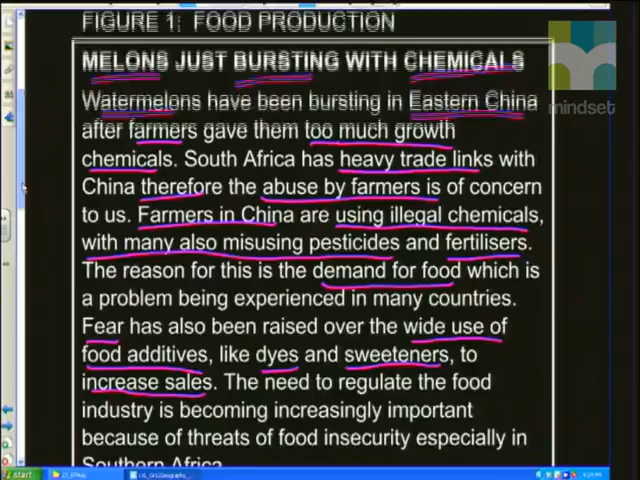 FIGURE 1: FOOD PRODUCTION
MELONS JUST BURSTING WITH CHEMICALS
Watermelons have been bursting in Eastern China
after farmers gave them too much growth
chemicals. South Africa has heavy trade links with
China therefore the abuse by farmers is of concern
to us. Farmers in China are using illegal chemicals,
with many also misusing pesticides and fertilisers.
The reason for this is the demand for food which is
a problem being experienced in many countries.
Fear has also been raised over the wide use of
food additives, like dyes and sweeteners, to
increase sales. The need to regulate the food
industry is becoming increasingly important
because of threats of food insecurity especially in
Southern Africa
mindset
start